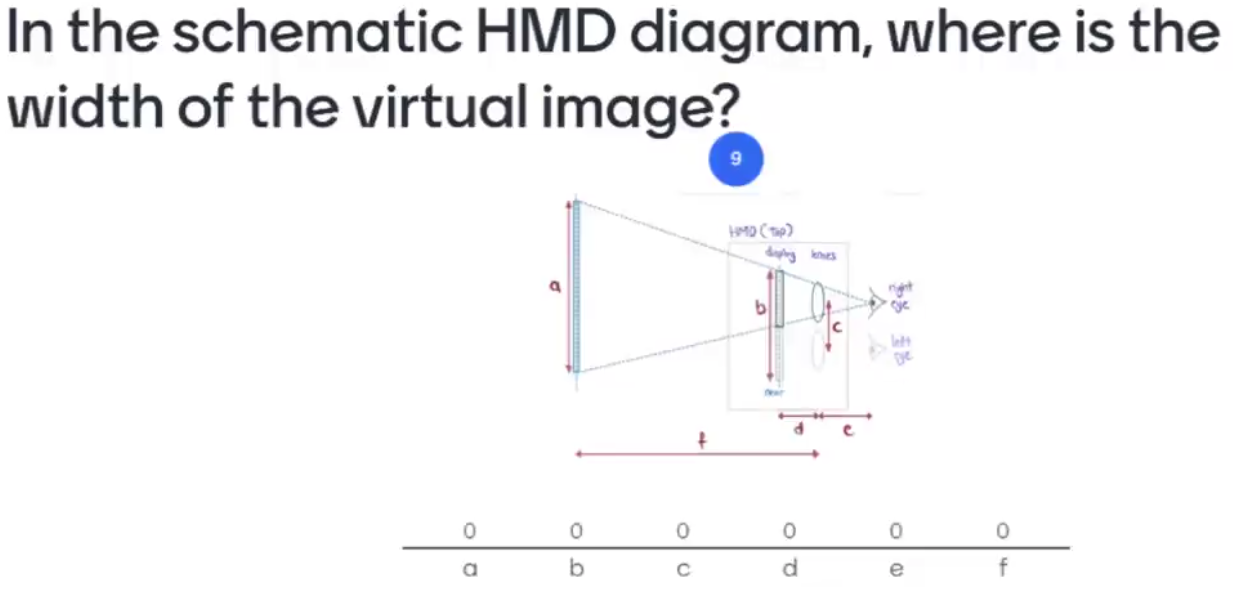 In the schematic HMD diagram, where is the
width of the virtual image?
9
HMD (TOP)
display lenses
a
b
c
right
eye
left
eye
d e
f
0 0 0 0 0 0
a b c d e f